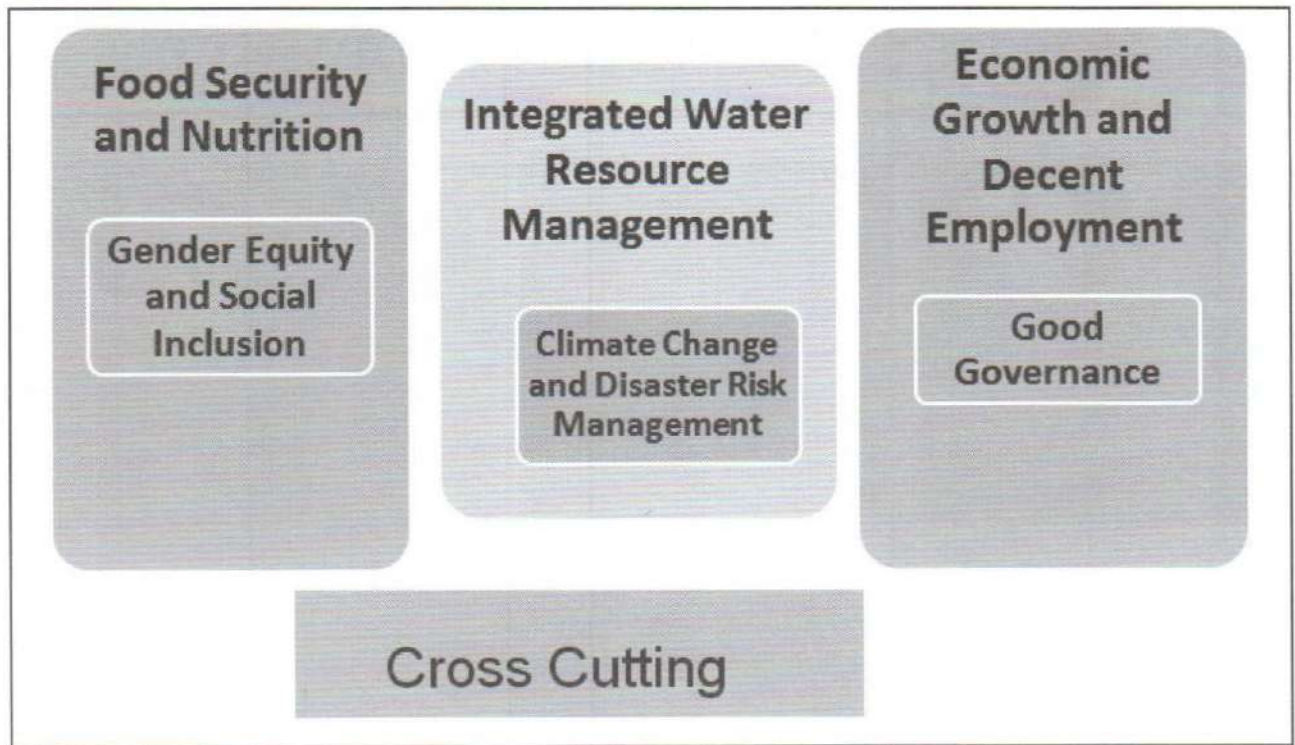 Food Security
and Nutrition
Gender Equity
and Social
Inclusion
Integrated Water
Resource
Management
Climate Change
and Disaster Risk
Management
Economic
Growth and
Decent
Employment
Good
Governance
Cross Cutting